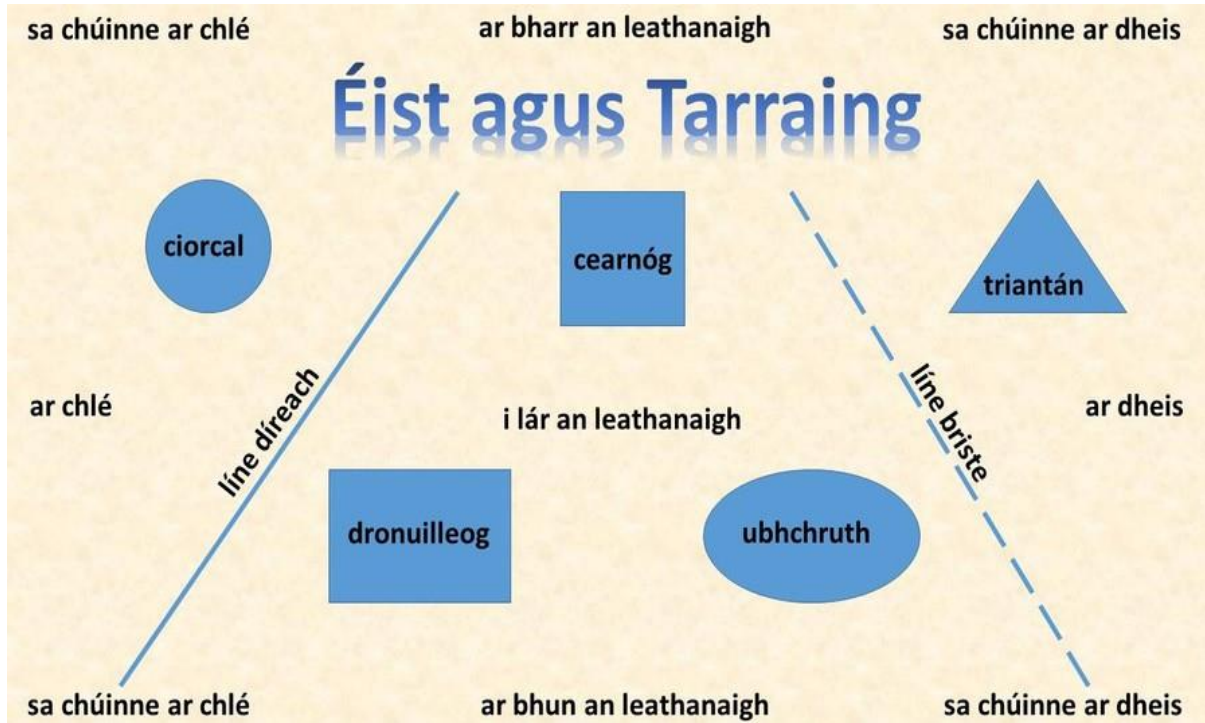 sa chúinne ar chlé
ar bharr an leathanaigh
sa chúinne ar dheis
Éist agus Tarraing
ciorcal
cearnóg
triantán
líne díreach
líne briste
ar chlé
i lár an leathanaigh
ar dheis
dronuilleog
ubhchruth
sa chúinne ar chlé
ar bhun an leathanaigh
sa chúinne ar dheis